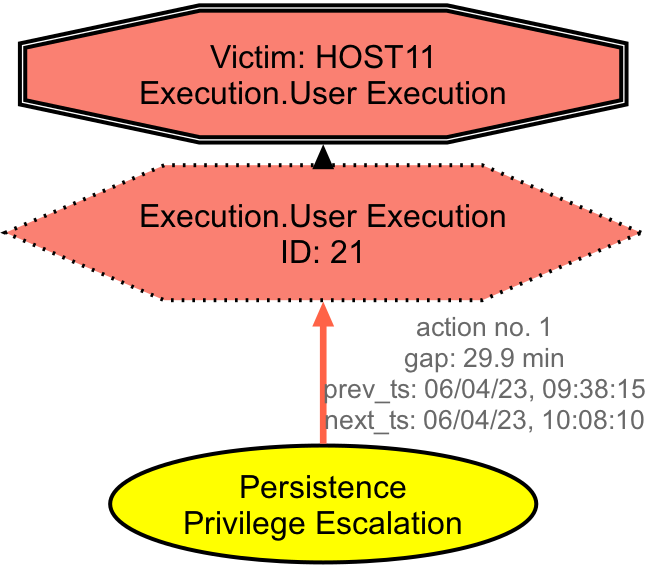 Victim: HOST11
Execution.User Execution
Execution.User Execution
ID: 21
action no. 1
gap: 29.9 min
prev_ts: 06/04/23, 09:38:15
next_ts: 06/04/23, 10:08:10
Persistence
Privilege Escalation